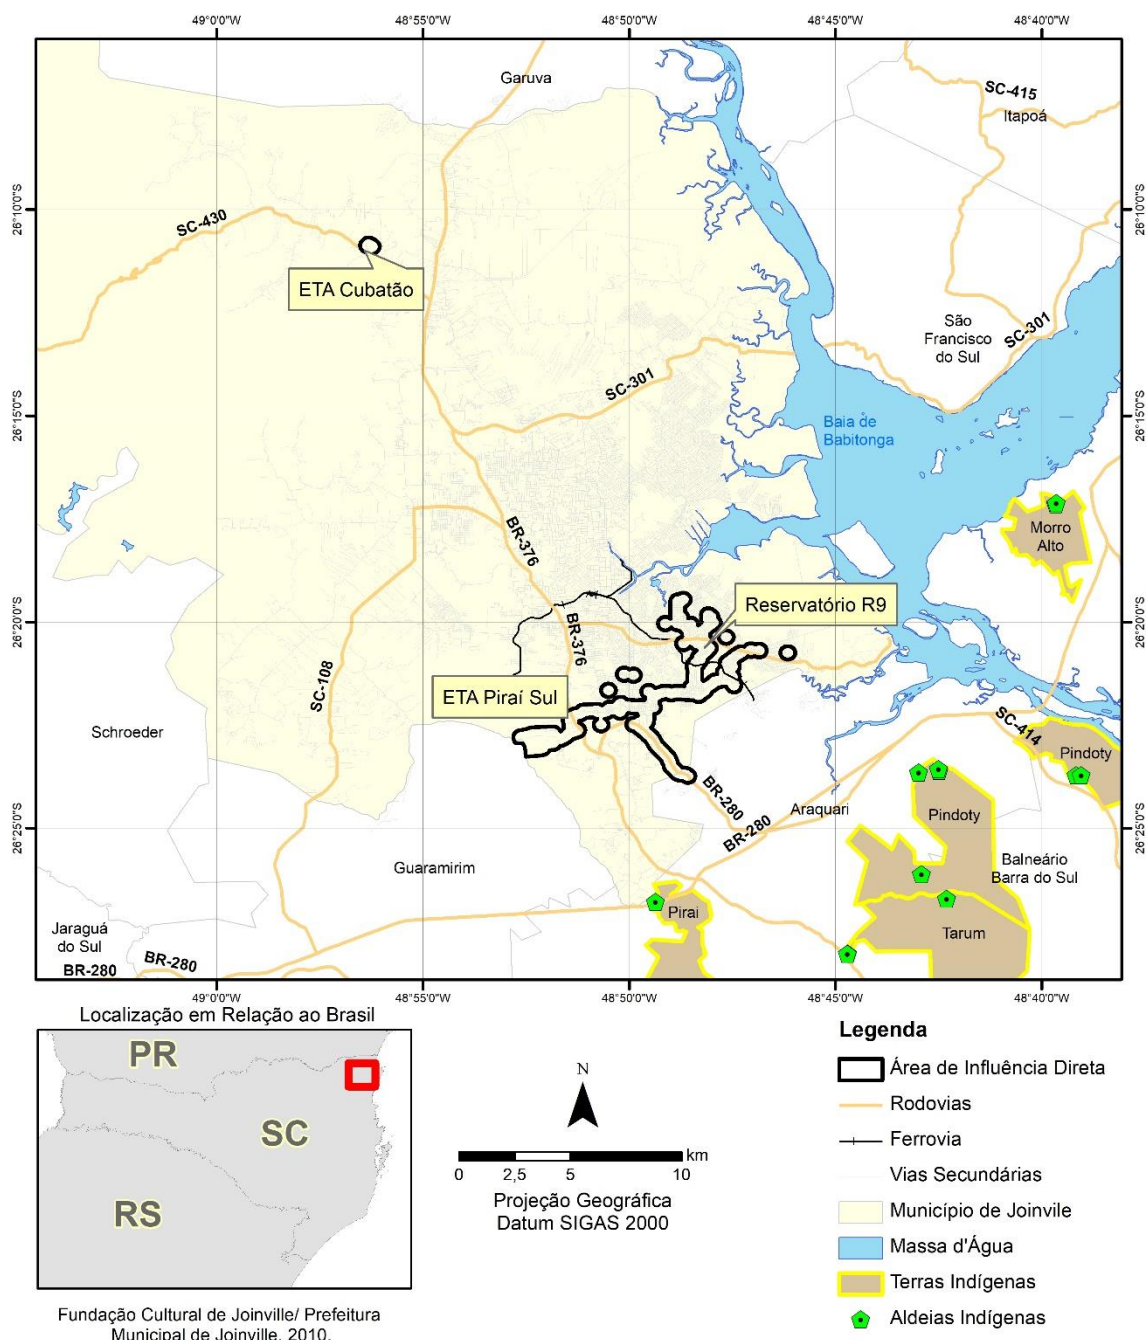 49°0'0"W
48°55'0"W
48°50'0"W
48°45'0"W
48°40'0"W
Garuva
SC-415
Itapoá
26°10'0"S
26°10'0"S
SC-430
ETA Cubatão
São
Francisco
do Sul
SC-301
SC-301
26°15'0"S
26°15'0"S
Baia de
Babitonga
BR-376
Morro
Alto
Reservatório R9
26°20'0"S
26°20'0"S
BR-376
SC-108
ETA Piraí Sul
Schroeder
SC-414
Pindoty
BR-280
Araquari
Pindoty
26°25'0"S
26°25'0"S
BR-280
Guaramirim
Balneário
Barra do Sul
Pirai
Tarum
Jaraguá
do Sul
BR-280
BR-280
49°0'0"W
48°55'0"W
48°50'0"W
48°45'0"W
48°40'0"W
Localização em Relação ao Brasil
PR
SC
RS
Fundação Cultural de Joinville/ Prefeitura
Municipal de Joinville, 2010.
N
0 2,5 5 10 km
Projeção Geográfica
Datum SIGAS 2000
Legenda
Área de Influência Direta
Rodovias
Ferrovia
Vias Secundárias
Município de Joinvile
Massa d'Água
Terras Indígenas
Aldeias Indígenas